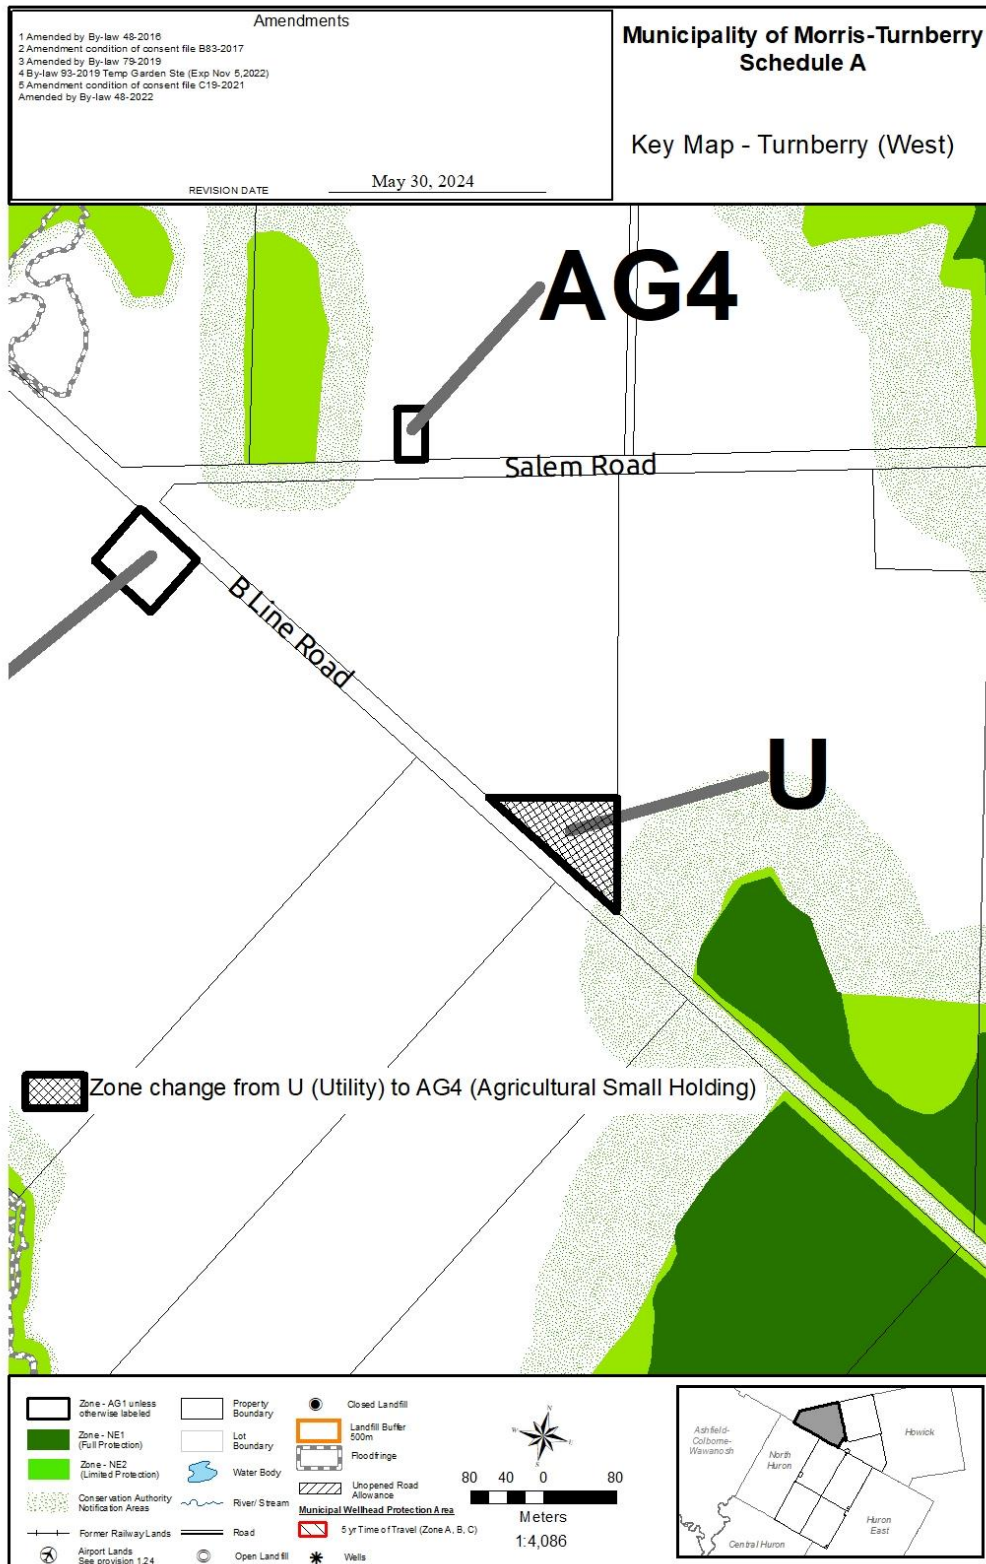 Amendments
1 Amended by By-law 48-2016
2 Amendment condition of consent file B83-2017
3 Amended by By-law 79-2019
4 By-law 93-2019 Temp Garden Ste (Exp Nov 5,2022)
5 Amendment condition of consent file C19-2021
Amended by By-law 48-2022
REVISION DATE May 30, 2024
Municipality of Morris-Turnberry
Schedule A
Key Map - Turnberry (West)
AG4
Salem Road
B Line Road
U
Zone change from U (Utility) to AG4 (Agricultural Small Holding)
Zone - AG1 unless
otherwise labeled
Zone - NE1
(Full Protection)
Zone - NE2
(Limited Protection)
Conservation Authority
Notification Areas
Former Railway Lands
Airport Lands
See provision 1.24
Property
Boundary
Lot
Boundary
Water Body
River/ Stream
Road
Open Landfill
Closed Landfill
Landfill Buffer
500m
Floodfringe
Unopened Road
Allowance
Municipal Wellhead Protection Area
5 yr Time of Travel (Zone A, B, C)
Wells
N
W
E
S
80 40 0 80
Meters
1:4,086
Ashfield-
Colborne-
Wawanosh
North
Huron
Howick
Huron
East
Central Huron